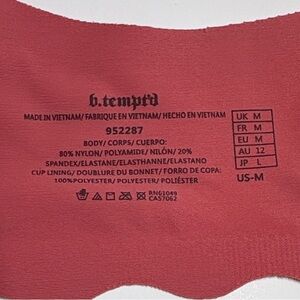 b.tempt'd
MADE IN VIETNAM/ FABRIQUE EN VIETNAM/ HECHO EN VIETNAM
952287
BODY/ CORPS/ CUERPO:
80% NYLON/ POLYAMIDE/ NILÓN/ 20%
SPANDEX/ELASTANE/ELASTHANNE/ELASTANO
CUP LINING/ DOUBLURE DU BONNET/ FORRO DE COPA:
100%POLYESTER/ POLYESTER/ POLIÉSTER
RN61049
CA57062
UK M
FR M
EU M
AU 12
JP L
US-M